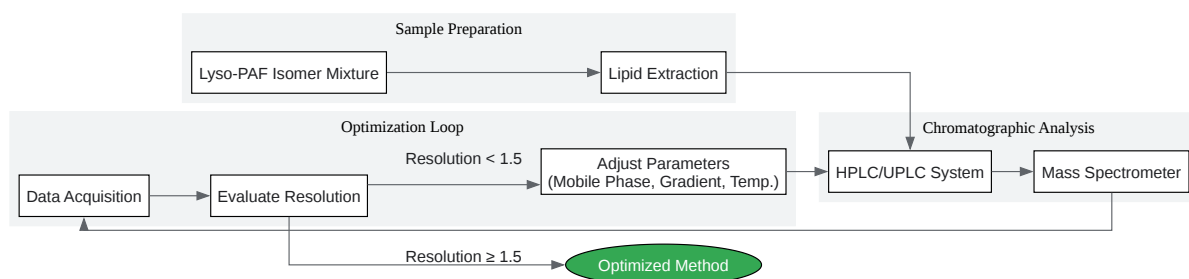 Sample Preparation
Lyso-PAF Isomer Mixture
Lipid Extraction
Optimization Loop
Chromatographic Analysis
Resolution < 1.5
Adjust Parameters
(Mobile Phase, Gradient, Temp.)
HPLC/UPLC System
Mass Spectrometer
Data Acquisition
Evaluate Resolution
Resolution ≥ 1.5
Optimized Method